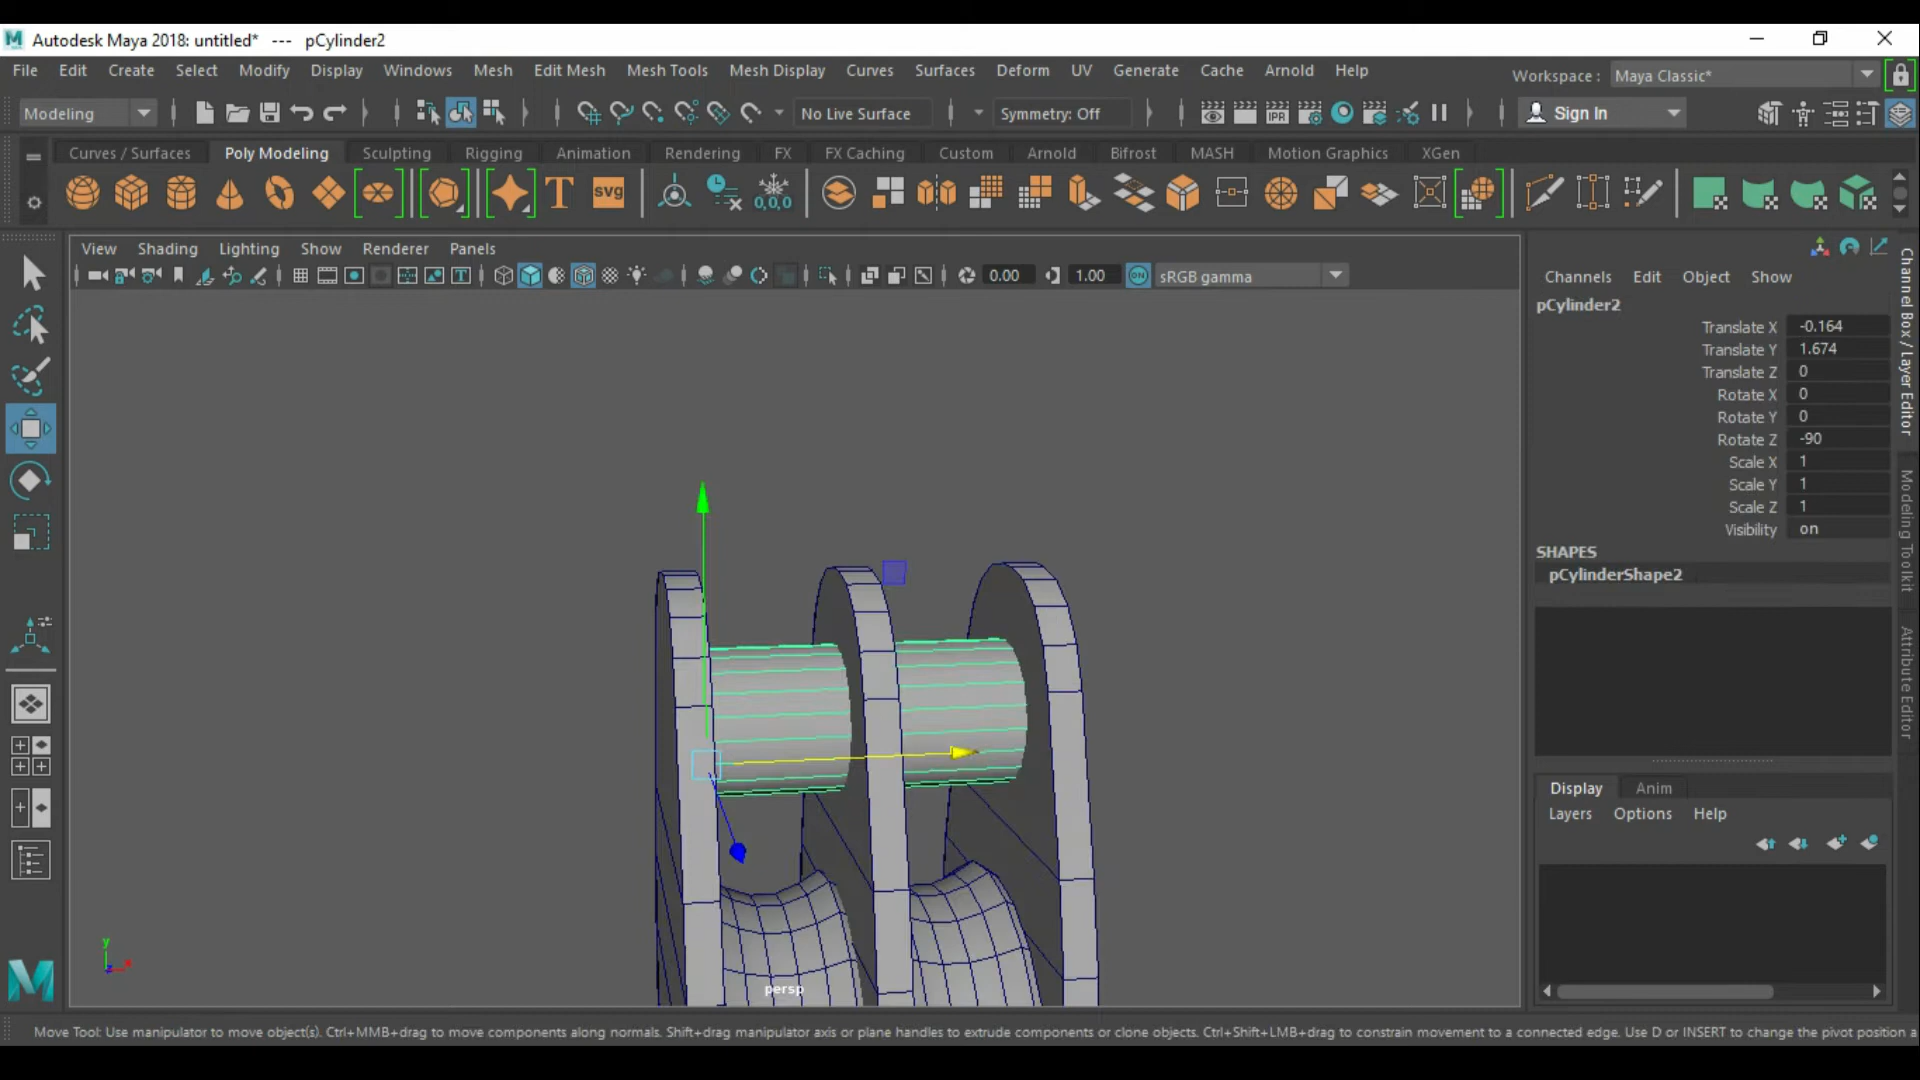 Autodesk Maya 2018: untitled* --- pCylinder2
File Edit Create Select Modify Display Windows Mesh Edit Mesh Mesh Tools Mesh Display Curves Surfaces Deform UV Generate Cache Arnold Help
Workspace : Maya Classic*
Modeling
No Live Surface
Symmetry: Off
IPR
Sign In
Curves / Surfaces Poly Modeling Sculpting Rigging Animation Rendering FX FX Caching Custom Arnold Bifrost MASH Motion Graphics XGen
T
SVG
0,0,0
View Shading Lighting Show Renderer Panels
T
0.00
1.00
ON
sRGB gamma
Channels Edit Object Show
pCylinder2
Translate X -0.164
Translate Y 1.674
Translate Z 0
Rotate X 0
Rotate Y 0
Rotate Z -90
Scale X 1
Scale Y 1
Scale Z 1
Visibility on
SHAPES
pCylinderShape2
Channel Box / Layer Editor
Modeling Toolkit
Attribute Editor
Display Anim
Layers Options Help
y
persp
M
Move Tool: Use manipulator to move object(s). Ctrl+MMB+drag to move components along normals. Shift+drag manipulator axis or plane handles to extrude components or clone objects. Ctrl+Shift+LMB+drag to constrain movement to a connected edge. Use D or INSERT to change the pivot position a